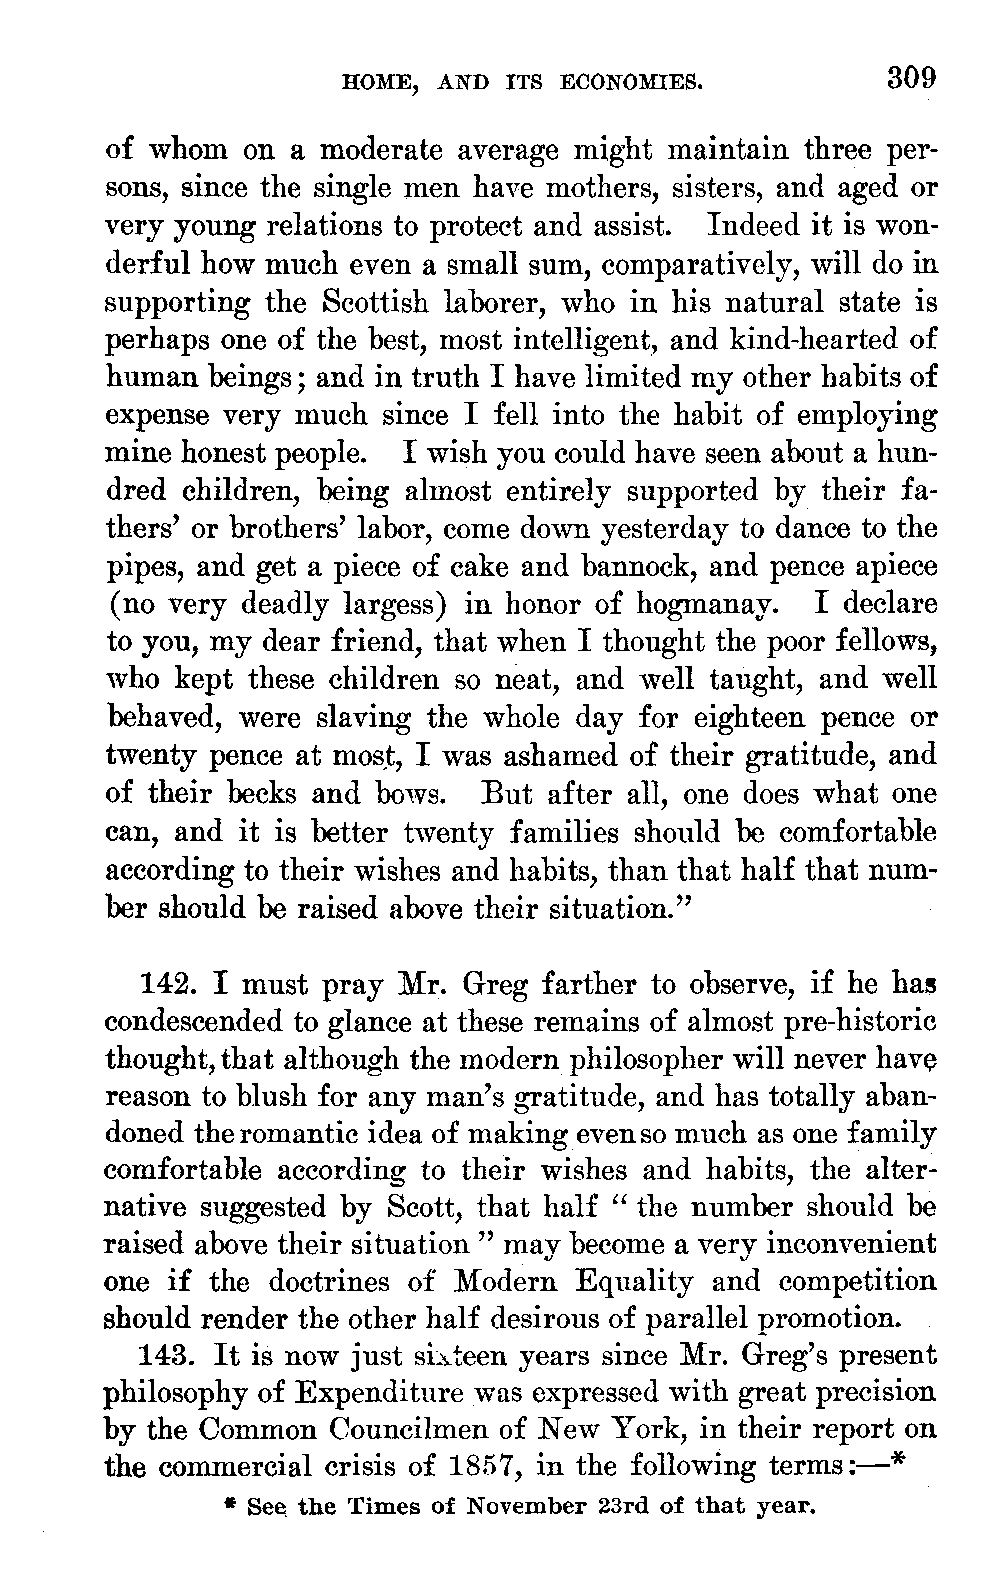 HOME, AND ITS ECONOMIES. 309
of whom on a moderate average might maintain three per-
sons, since the single men have mothers, sisters, and aged or
very young relations to protect and assist. Indeed it is won-
derful how much even a small sum, comparatively, will do in
supporting the Scottish laborer, who in his natural state is
perhaps one of the best, most intelligent, and kind-hearted of
human beings; and in truth I have limited my other habits of
expense very much since I fell into the habit of employing
mine honest people. I wish you could have seen about a hun-
dred children, being almost entirely supported by their fa-
thers' or brothers' labor, come down yesterday to dance to the
pipes, and get a piece of cake and bannock, and pence apiece
(no very deadly largess) in honor of hogmanay. I declare
to you, my dear friend, that when I thought the poor fellows,
who kept these children so neat, and well taught, and well
behaved, were slaving the whole day for eighteen pence or
twenty pence at most, I was ashamed of their gratitude, and
of their becks and bows. But after all, one does what one
can, and it is better twenty families should be comfortable
according to their wishes and habits, than that half that num-
ber should be raised above their situation."
142. I must pray Mr. Greg farther to observe, if he has
condescended to glance at these remains of almost pre-historic
thought, that although the modern philosopher will never have
reason to blush for any man's gratitude, and has totally aban-
doned the romantic idea of making even so much as one family
comfortable according to their wishes and habits, the alter-
native suggested by Scott, that half "the number should be
raised above their situation" may become a very inconvenient
one if the doctrines of Modern Equality and competition
should render the other half desirous of parallel promotion.
143. It is now just sixteen years since Mr. Greg's present
philosophy of Expenditure was expressed with great precision
by the Common Councilmen of New York, in their report on
the commercial crisis of 1857, in the following terms:—*
* See the Times of November 23rd of that year.